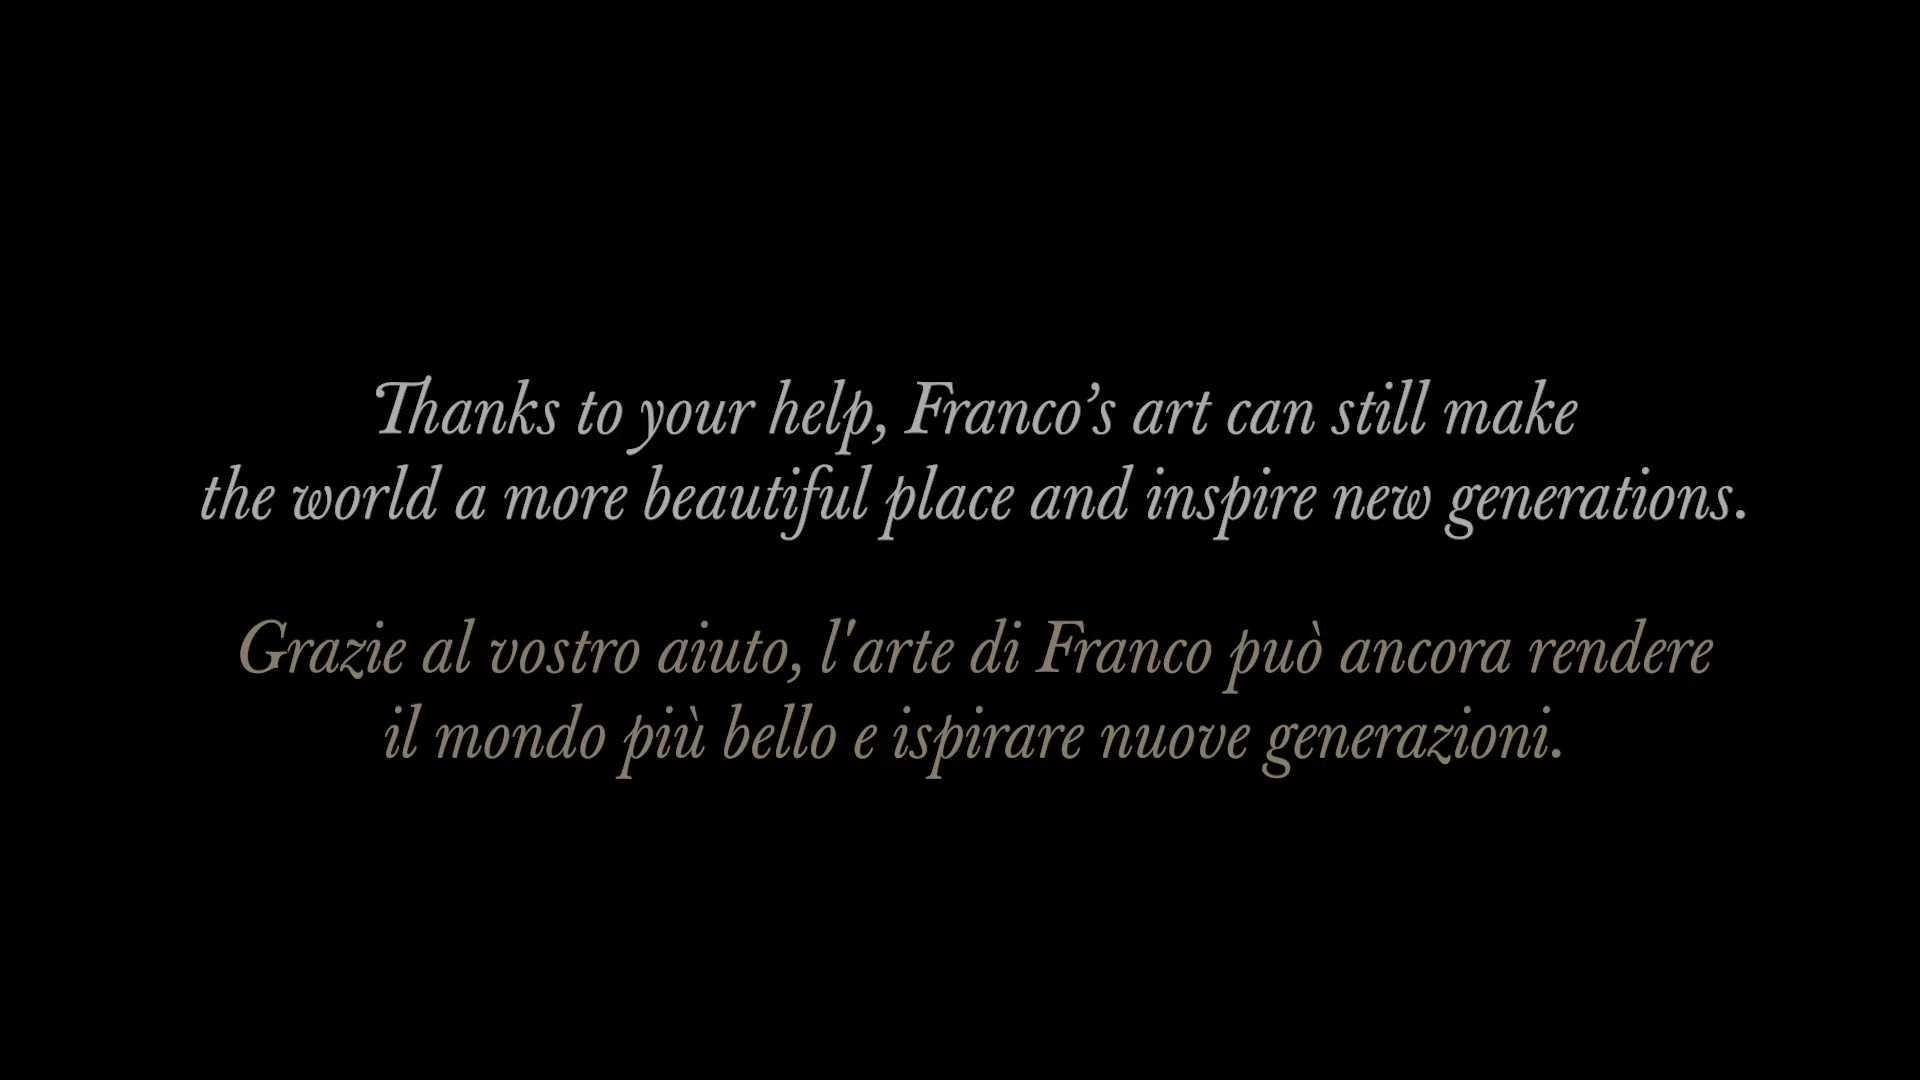 Thanks to your help, Franco’s art can still make
the world a more beautiful place and inspire new generations.
Grazie al vostro aiuto, l'arte di Franco può ancora rendere
il mondo più bello e ispirare nuove generazioni.